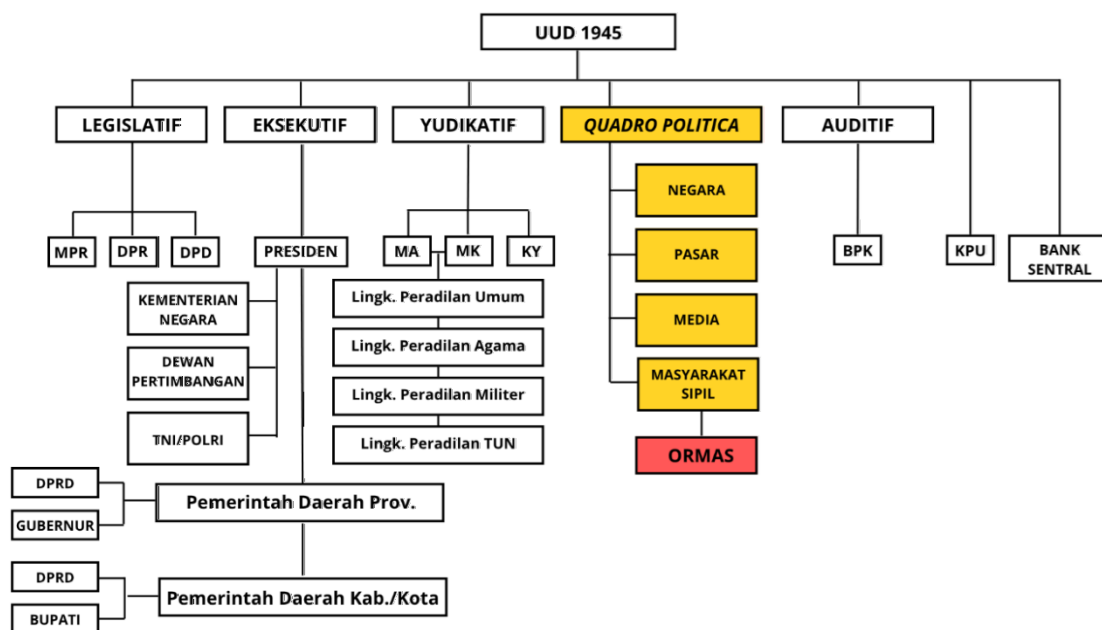 UUD 1945
LEGISLATIF
EKSEKUTIF
YUDIKATIF
QUADRO POLITICA
AUDITIF
MPR
DPR
DPD
PRESIDEN
KEMENTERIAN
NEGARA
DEWAN
PERTIMBANGAN
TNI/POLRI
MA
MK
KY
Lingk. Peradilan Umum
Lingk. Peradilan Agama
Lingk. Peradilan Militer
Lingk. Peradilan TUN
NEGARA
PASAR
MEDIA
MASYARAKAT
SIPIL
ORMAS
BPK
KPU
BANK
SENTRAL
DPRD
GUBERNUR
Pemerintah Daerah Prov.
DPRD
BUPATI
Pemerintah Daerah Kab./Kota